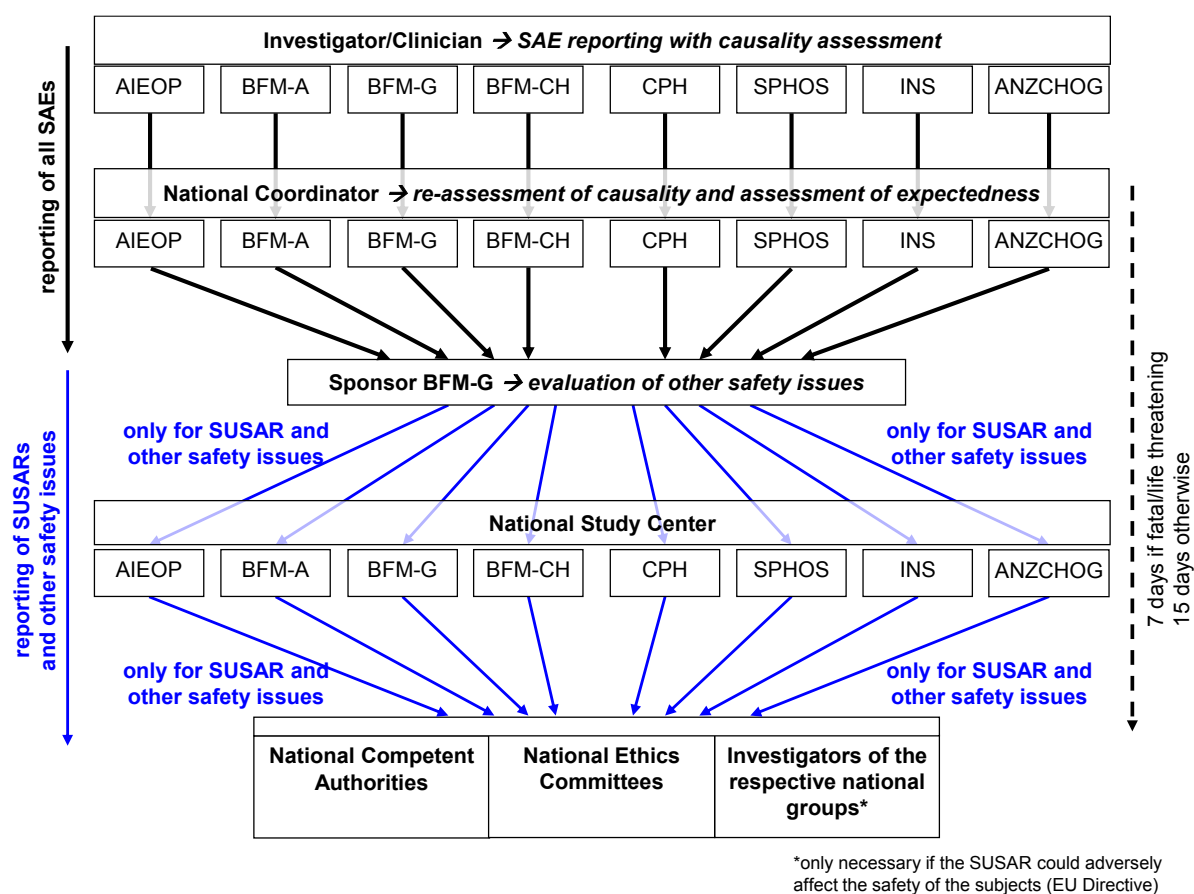 Investigator/Clinician → SAE reporting with causality assessment
AIEOP BFM-A BFM-G BFM-CH CPH SPHOS INS ANZCHOG
reporting of all SAEs
National Coordinator → re-assessment of causality and assessment of expectedness
AIEOP BFM-A BFM-G BFM-CH CPH SPHOS INS ANZCHOG
Sponsor BFM-G → evaluation of other safety issues
only for SUSAR and
other safety issues
only for SUSAR and
other safety issues
reporting of SUSARs
and other safety issues
7 days if fatal/life threatening
15 days otherwise
National Study Center
AIEOP BFM-A BFM-G BFM-CH CPH SPHOS INS ANZCHOG
only for SUSAR and
other safety issues
only for SUSAR and
other safety issues
National Competent
Authorities
National Ethics
Committees
Investigators of the
respective national
groups*
*only necessary if the SUSAR could adversely
affect the safety of the subjects (EU Directive)